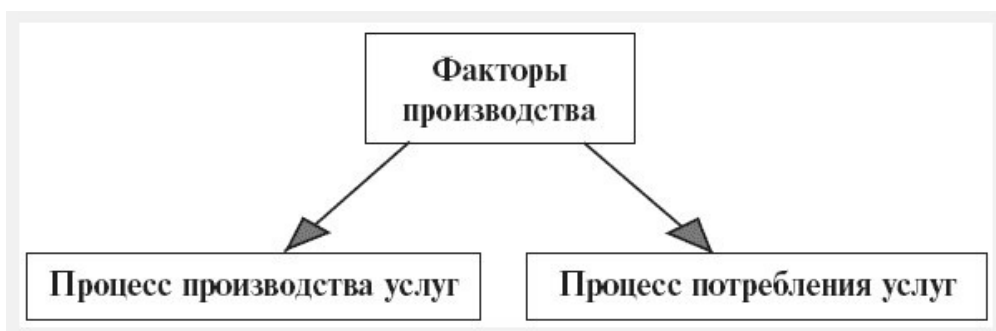 Факторы
производства
Процесс производства услуг
Процесс потребления услуг